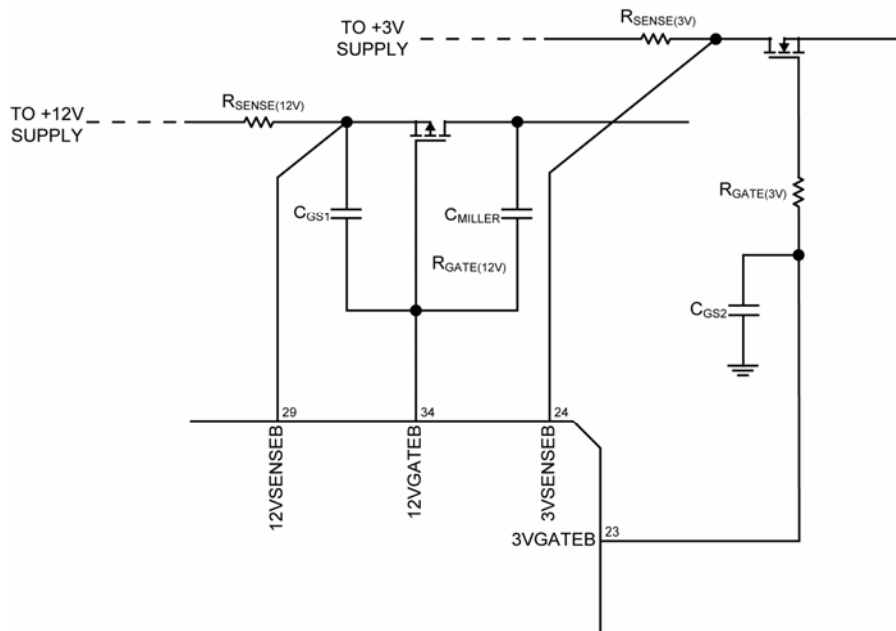 RSENSE(3V)
TO +3V
SUPPLY
RSENSE(12V)
TO +12V
SUPPLY
CGS1
CMILLER
RGATE(3V)
RGATE(12V)
CGS2
29
34
24
12VSENSEB
12VGATEB
3VSENSEB
3VGATEB
23